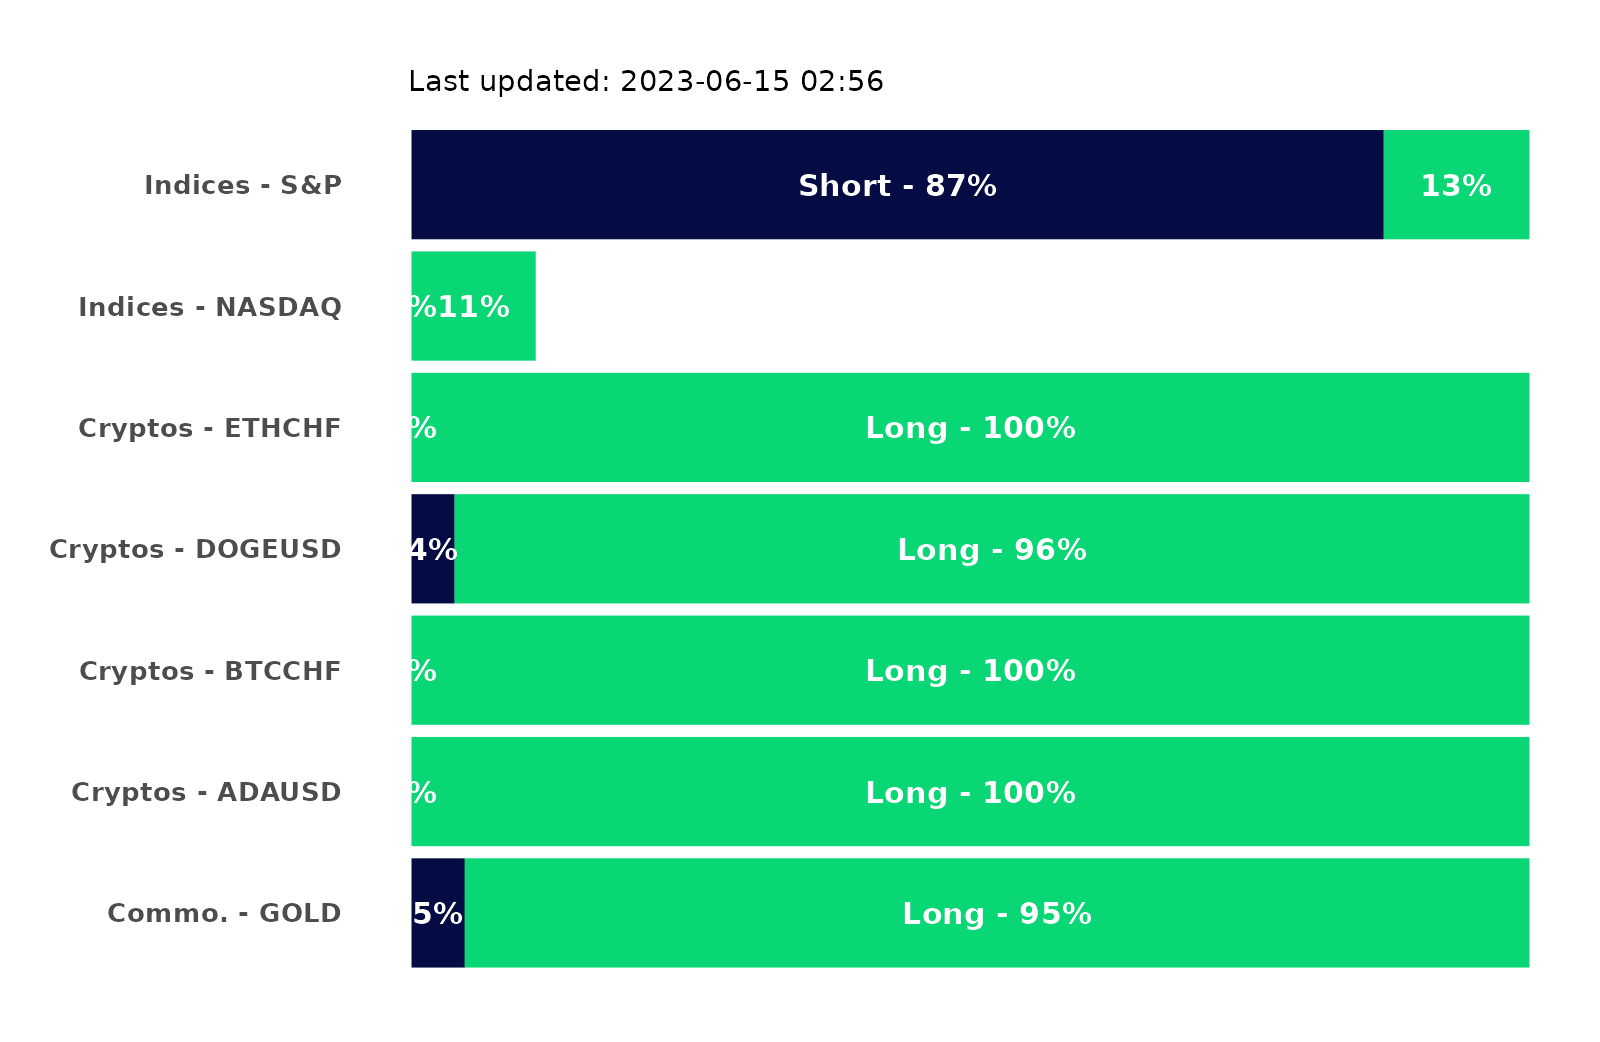 Last updated: 2023-06-15 02:56
Indices - S&P Short - 87% 13%
Indices - NASDAQ %11%
Cryptos - ETHCHF % Long - 100%
Cryptos - DOGEUSD 4% Long - 96%
Cryptos - BTCCHF % Long - 100%
Cryptos - ADAUSD % Long - 100%
Commo. - GOLD 5% Long - 95%